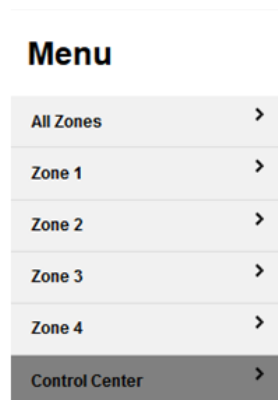 Menu
All Zones
Zone 1
Zone 2
Zone 3
Zone 4
Control Center